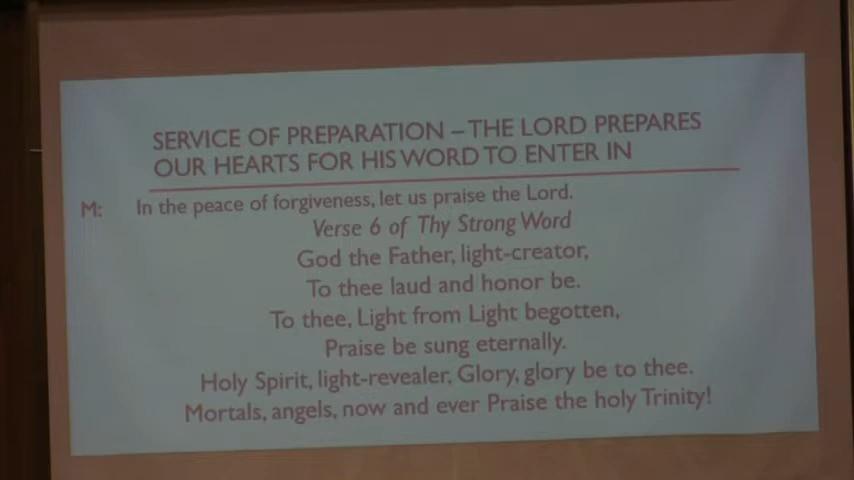 SERVICE OF PREPARATION – THE LORD PREPARES
OUR HEARTS FOR HIS WORD TO ENTER IN
M: In the peace of forgiveness, let us praise the Lord.
Verse 6 of Thy Strong Word
God the Father, light-creator,
To thee laud and honor be.
To thee, Light from Light begotten,
Praise be sung eternally.
Holy Spirit, light-revealer, Glory, glory be to thee.
Mortals, angels, now and ever Praise the holy Trinity!